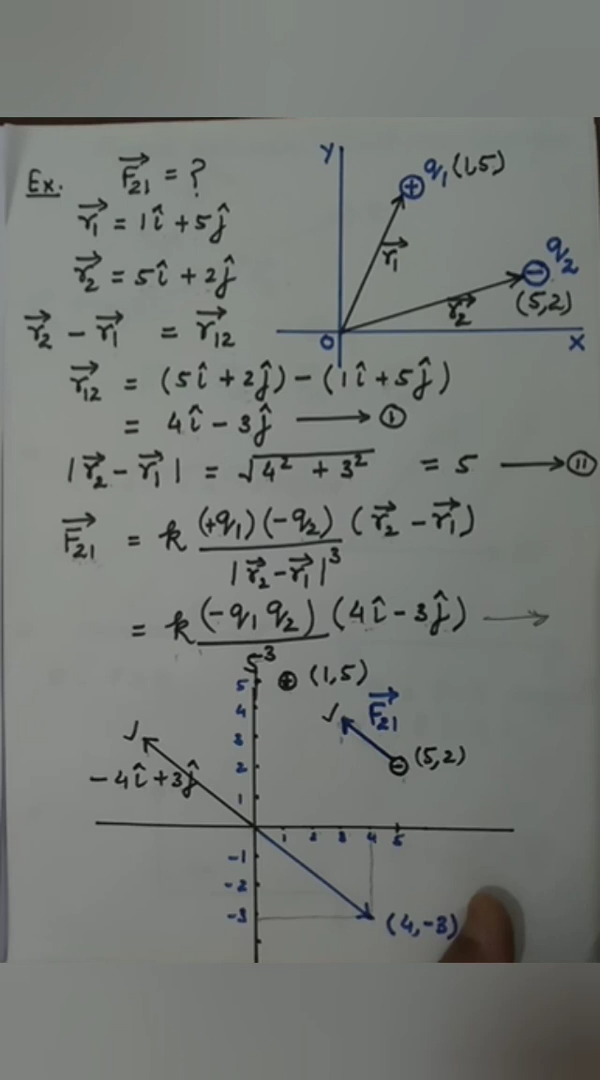 Ex. F⃗21 = ?
r⃗1 = 1î + 5ĵ
r⃗2 = 5î + 2ĵ
r⃗2 − r⃗1 = r⃗12
r⃗12 = (5î + 2ĵ) − (1î + 5ĵ)
= 4î − 3ĵ ⟶ Ⓘ
|r⃗2 − r⃗1| = √4² + 3² = 5 ⟶ ⑪
F⃗21 = k (+q1)(−q2) (r⃗2 − r⃗1)
|r⃗2 − r⃗1|³
= k (−q1 q2) (4î − 3ĵ) ⟶
5³
Y
q1 (1,5)
+
r⃗1
q2
−
(5,2)
r⃗2
O
X
+ (1,5)
F⃗21
− (5,2)
−4î + 3ĵ
5
4
3
2
1
1 2 3 4 5
−1
−2
−3
(4,−3)